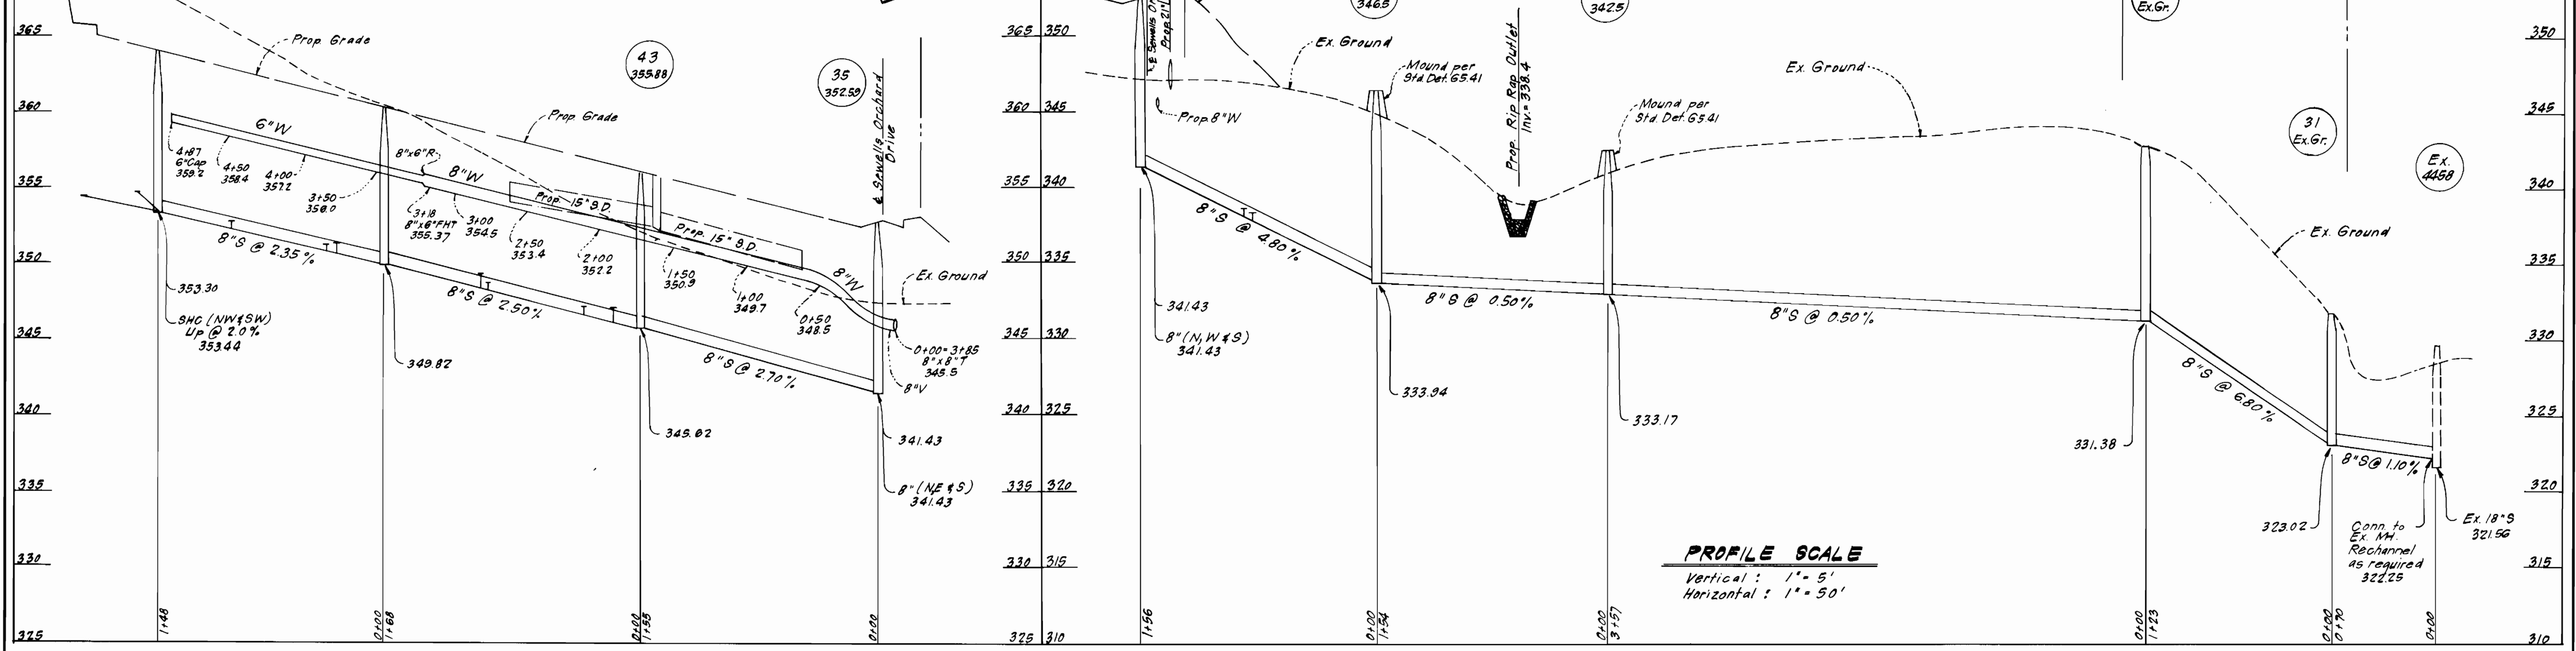 365
360
355
350
345
340
335
330
325
Prop. Grade
43
355.88
35
352.59
℄ Sewells Orchard
Drive
6"W
Prop. Grade
4+87
6"Cap
359.2
4+50
358.4
4+00
357.2
3+50
8"x6"R
8"W
3+18
8"x6"FHT
355.37
3+00
354.5
Prop. 15" S.D.
2+50
353.4
2+00
352.2
Prop. 15" S.D.
1+50
350.9
1+00
349.7
0+50
348.5
8"W
Ex. Ground
8"S @ 2.35%
8"S @ 2.50%
8"S @ 2.70%
353.30
SHC (NW&SW)
Up @ 2.0%
353.44
349.82
345.62
0+00=3+85
8"x8"T
345.5
8"V
341.43
8"(N,E & S)
341.43
1+48
0+00
1+68
0+00
1+55
0+00
365 350
360 345
355 340
350 335
345 330
340 325
335 320
330 315
325 310
℄ Sewells Or
Prop. 21"
346.5
342.5
Ex.Gr.
Ex. Ground
Prop. 8"W
Mound per
Std. Det. G5.41
Prop. Rip Rap Outlet
Inv. = 338.4
Mound per
Std. Det. G5.41
Ex. Ground
31
Ex.Gr.
Ex.
4458
Ex. Ground
8"S @ 4.80%
8"S @ 0.50%
8"S @ 0.50%
8"S @ 6.80%
8"S @ 1.10%
341.43
8"(N,W & S)
341.43
333.94
333.17
331.38
323.02
Conn. to
Ex. MH.
Rechannel
as required
322.25
Ex. 18"S
321.56
PROFILE SCALE
Vertical : 1" = 5'
Horizontal : 1" = 50'
1+56
0+00
1+54
0+00
3+57
0+00
1+23
0+00
0+90
0+00
350
345
340
335
330
325
320
315
310